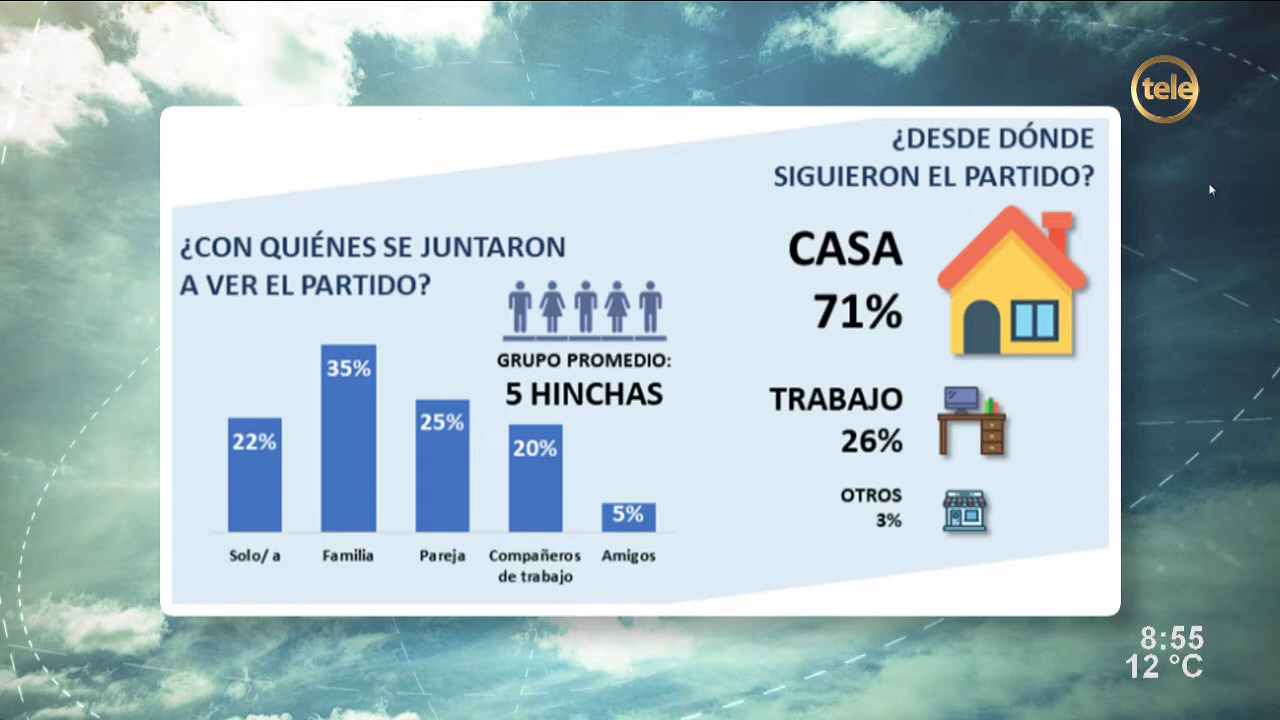 tele
¿DESDE DÓNDE
SIGUIERON EL PARTIDO?
CASA
71%
TRABAJO
26%
OTROS
3%
¿CON QUIÉNES SE JUNTARON
A VER EL PARTIDO?
GRUPO PROMEDIO:
5 HINCHAS
22%
35%
25%
20%
5%
Solo/ a
Familia
Pareja
Compañeros
de trabajo
Amigos
8:55
12 °C